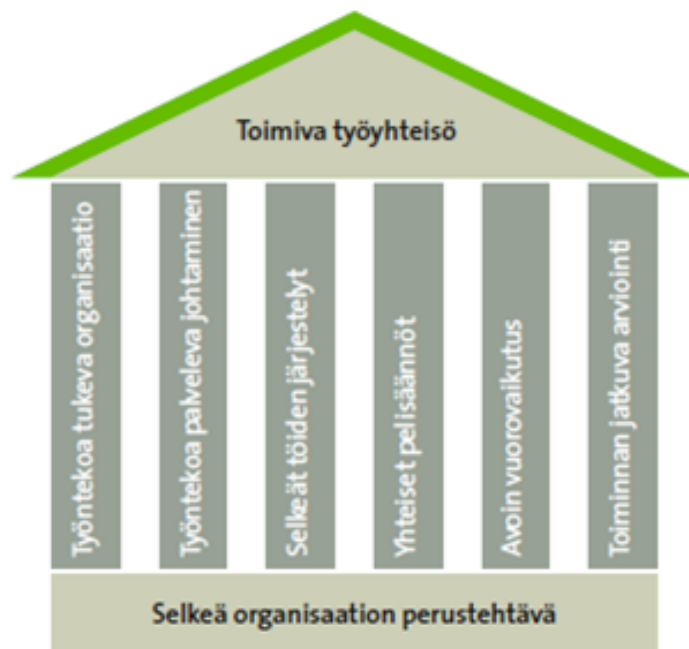 Toimiva työyhteisö
Työntekoa tukeva organisaatio
Työntekoa palveleva johtaminen
Selkeät töiden järjestelyt
Yhteiset pelisäännöt
Avoin vuorovaikutus
Toiminnan jatkuva arviointi
Selkeä organisaation perustehtävä